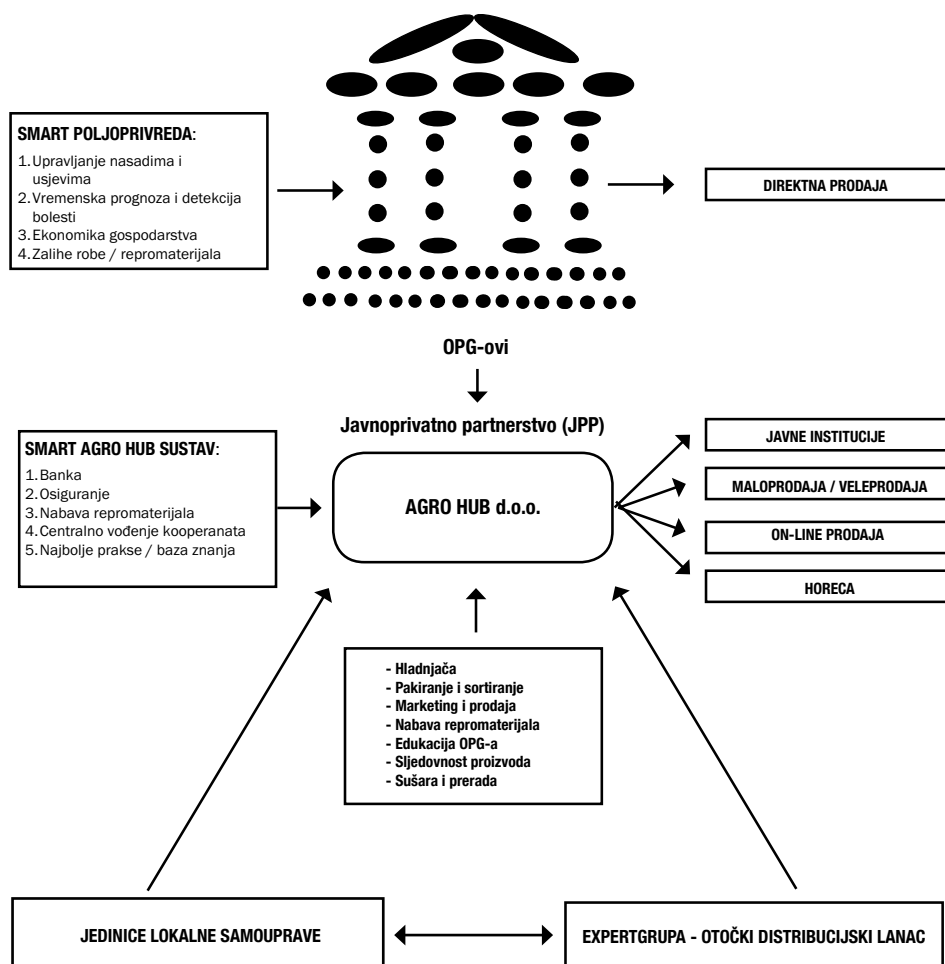 SMART POLJOPRIVREDA:
1. Upravljanje nasadima i
usjevima
2. Vremenska prognoza i detekcija
bolesti
3. Ekonomika gospodarstva
4. Zalihe robe / repromaterijala
DIREKTNA PRODAJA
OPG-ovi
Javnoprivatno partnerstvo (JPP)
SMART AGRO HUB SUSTAV:
1. Banka
2. Osiguranje
3. Nabava repromaterijala
4. Centralno vođenje kooperanata
5. Najbolje prakse / baza znanja
AGRO HUB d.o.o.
JAVNE INSTITUCIJE
MALOPRODAJA / VELEPRODAJA
ON-LINE PRODAJA
HORECA
- Hladnjača
- Pakiranje i sortiranje
- Marketing i prodaja
- Nabava repromaterijala
- Edukacija OPG-a
- Sljedovnost proizvoda
- Sušara i prerada
JEDINICE LOKALNE SAMOUPRAVE
EXPERTGRUPA - OTOČKI DISTRIBUCIJSKI LANAC